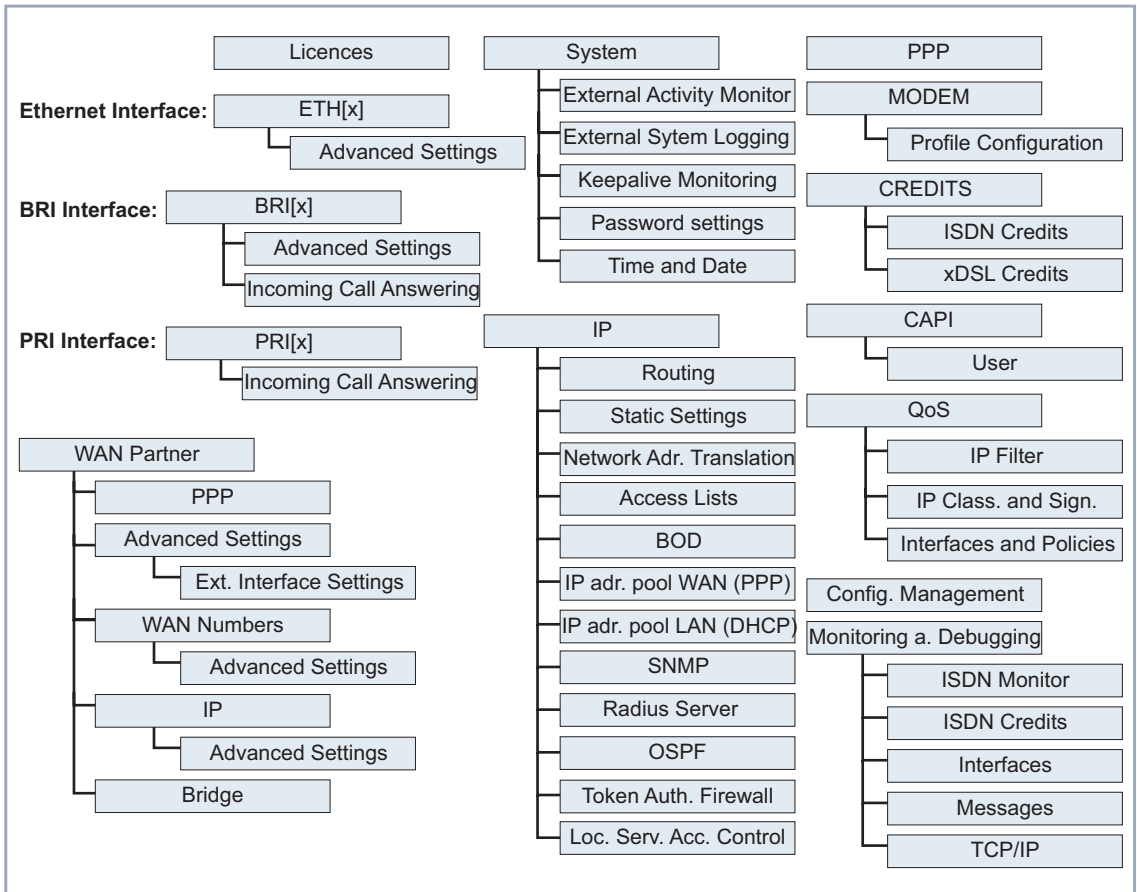 Licences
Ethernet Interface:
ETH[x]
Advanced Settings
BRI Interface:
BRI[x]
Advanced Settings
Incoming Call Answering
PRI Interface:
PRI[x]
Incoming Call Answering
WAN Partner
PPP
Advanced Settings
Ext. Interface Settings
WAN Numbers
Advanced Settings
IP
Advanced Settings
Bridge
System
External Activity Monitor
External Sytem Logging
Keepalive Monitoring
Password settings
Time and Date
IP
Routing
Static Settings
Network Adr. Translation
Access Lists
BOD
IP adr. pool WAN (PPP)
IP adr. pool LAN (DHCP)
SNMP
Radius Server
OSPF
Token Auth. Firewall
Loc. Serv. Acc. Control
PPP
MODEM
Profile Configuration
CREDITS
ISDN Credits
xDSL Credits
CAPI
User
QoS
IP Filter
IP Class. and Sign.
Interfaces and Policies
Config. Management
Monitoring a. Debugging
ISDN Monitor
ISDN Credits
Interfaces
Messages
TCP/IP